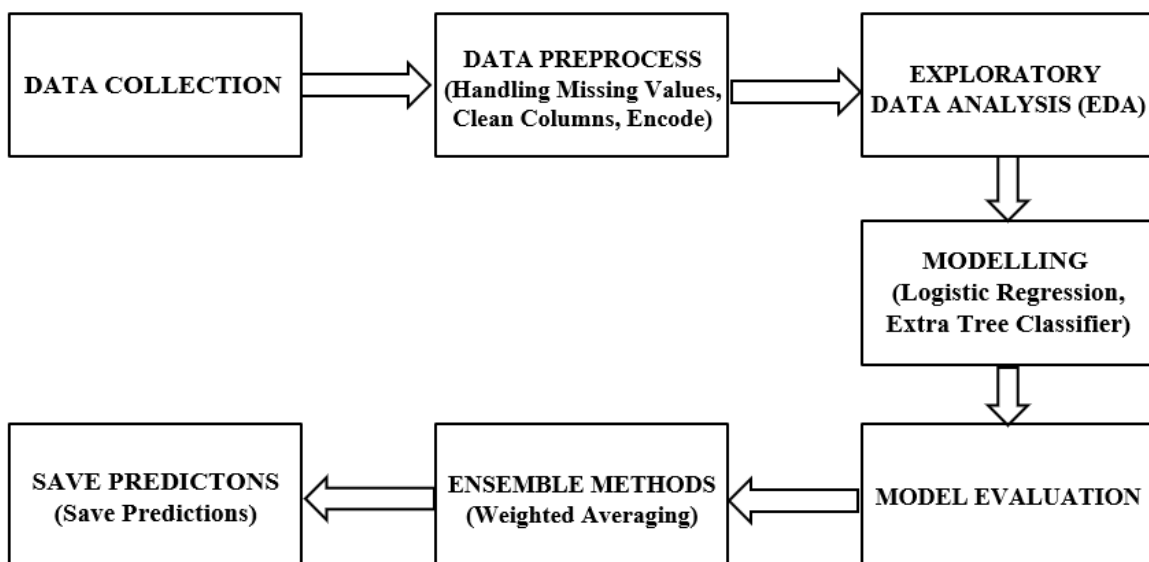 DATA COLLECTION
DATA PREPROCESS
(Handling Missing Values,
Clean Columns, Encode)
EXPLORATORY
DATA ANALYSIS (EDA)
MODELLING
(Logistic Regression,
Extra Tree Classifier)
MODEL EVALUATION
ENSEMBLE METHODS
(Weighted Averaging)
SAVE PREDICTONS
(Save Predictions)